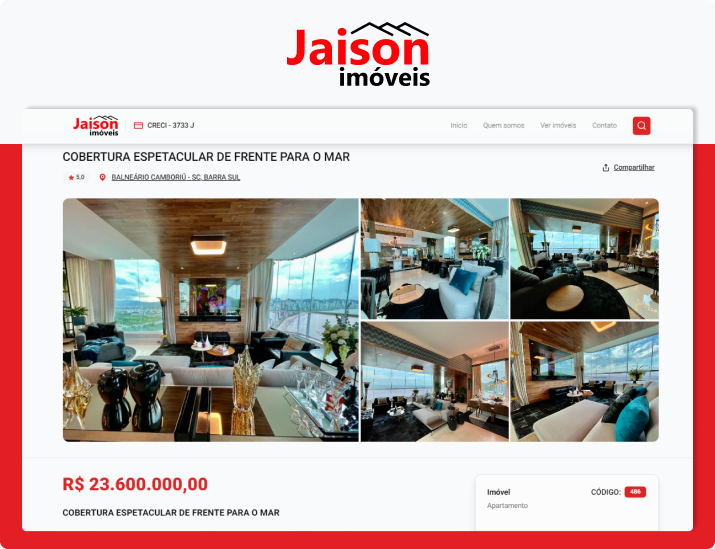 Jaison
imóveis
Jaison
imóveis
CRECI - 3733 J
Inicio
Quem somos
Ver imóveis
Contato
COBERTURA ESPETACULAR DE FRENTE PARA O MAR
5,0
BALNEÁRIO CAMBORIÚ - SC, BARRA SUL
Compartilhar
R$ 23.600.000,00
COBERTURA ESPETACULAR DE FRENTE PARA O MAR
Imóvel
CÓDIGO: 486
Apartamento